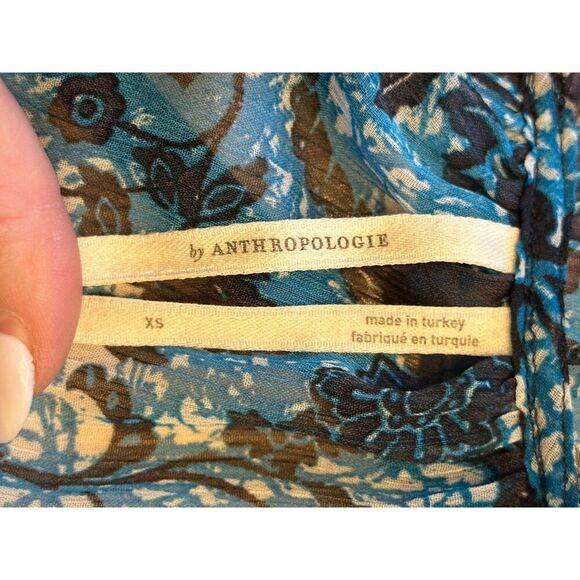 by ANTHROPOLOGIE
XS
made in turkey
fabriqué en turquie